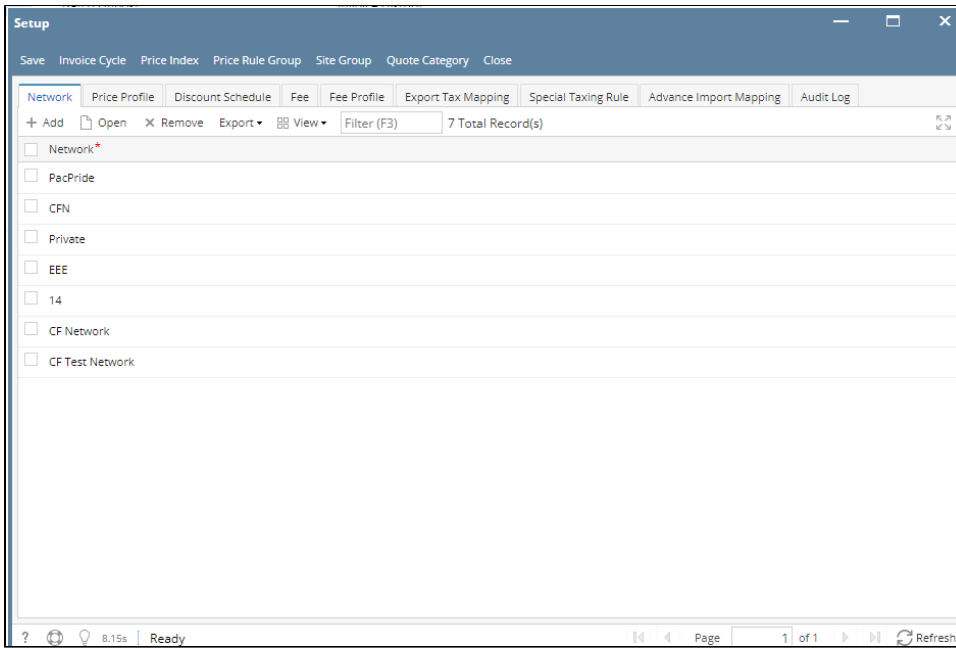 Setup
Save Invoice Cycle Price Index Price Rule Group Site Group Quote Category Close
Network Price Profile Discount Schedule Fee Fee Profile Export Tax Mapping Special Taxing Rule Advance Import Mapping Audit Log
+ Add Open X Remove Export View Filter (F3) 7 Total Record(s)
Network*
PacPride
CFN
Private
EEE
14
CF Network
CF Test Network
? 8.15s Ready Page 1 of 1 Refresh